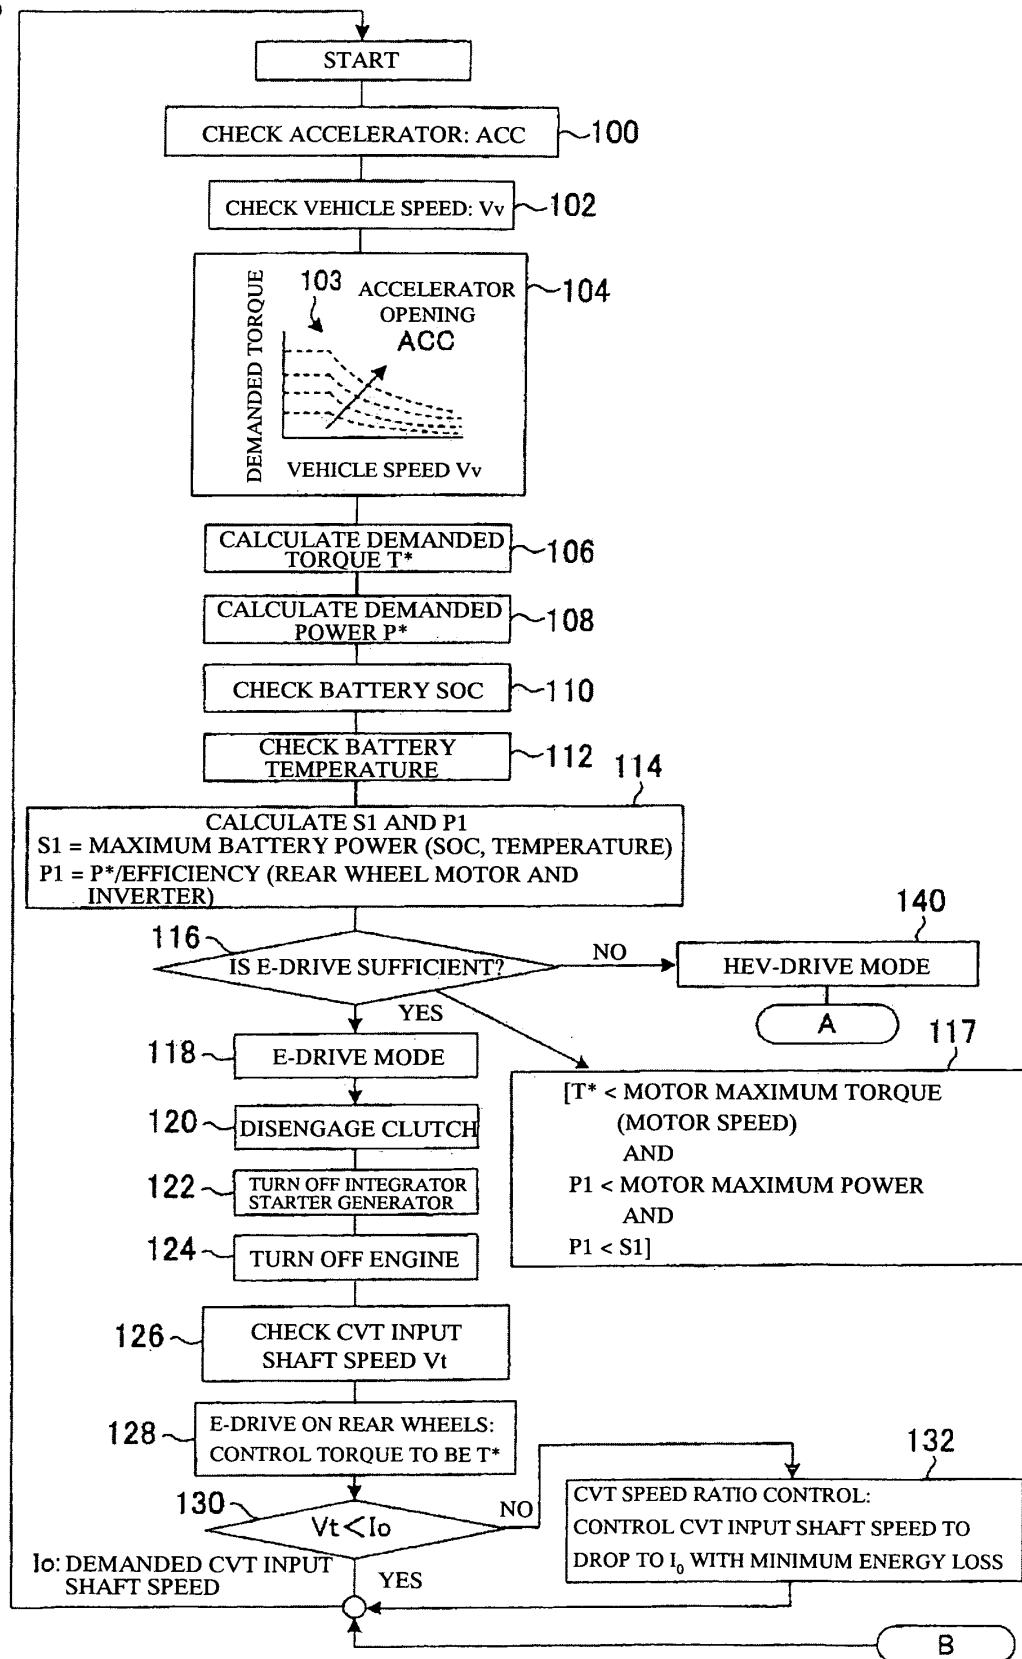 START
CHECK ACCELERATOR: ACC
100
CHECK VEHICLE SPEED: Vv
102
103
ACCELERATOR
OPENING
ACC
104
DEMANDED TORQUE
VEHICLE SPEED Vv
CALCULATE DEMANDED
TORQUE T*
106
CALCULATE DEMANDED
POWER P*
108
CHECK BATTERY SOC
110
CHECK BATTERY
TEMPERATURE
112
114
CALCULATE S1 AND P1
S1 = MAXIMUM BATTERY POWER (SOC, TEMPERATURE)
P1 = P*/EFFICIENCY (REAR WHEEL MOTOR AND
INVERTER)
116
IS E-DRIVE SUFFICIENT?
NO
140
HEV-DRIVE MODE
A
YES
117
[T* < MOTOR MAXIMUM TORQUE
(MOTOR SPEED)
AND
P1 < MOTOR MAXIMUM POWER
AND
P1 < S1]
118
E-DRIVE MODE
120
DISENGAGE CLUTCH
122
TURN OFF INTEGRATOR
STARTER GENERATOR
124
TURN OFF ENGINE
126
CHECK CVT INPUT
SHAFT SPEED Vt
128
E-DRIVE ON REAR WHEELS:
CONTROL TORQUE TO BE T*
130
Vt<Io
NO
132
CVT SPEED RATIO CONTROL:
CONTROL CVT INPUT SHAFT SPEED TO
DROP TO I₀ WITH MINIMUM ENERGY LOSS
Io: DEMANDED CVT INPUT
SHAFT SPEED
YES
B